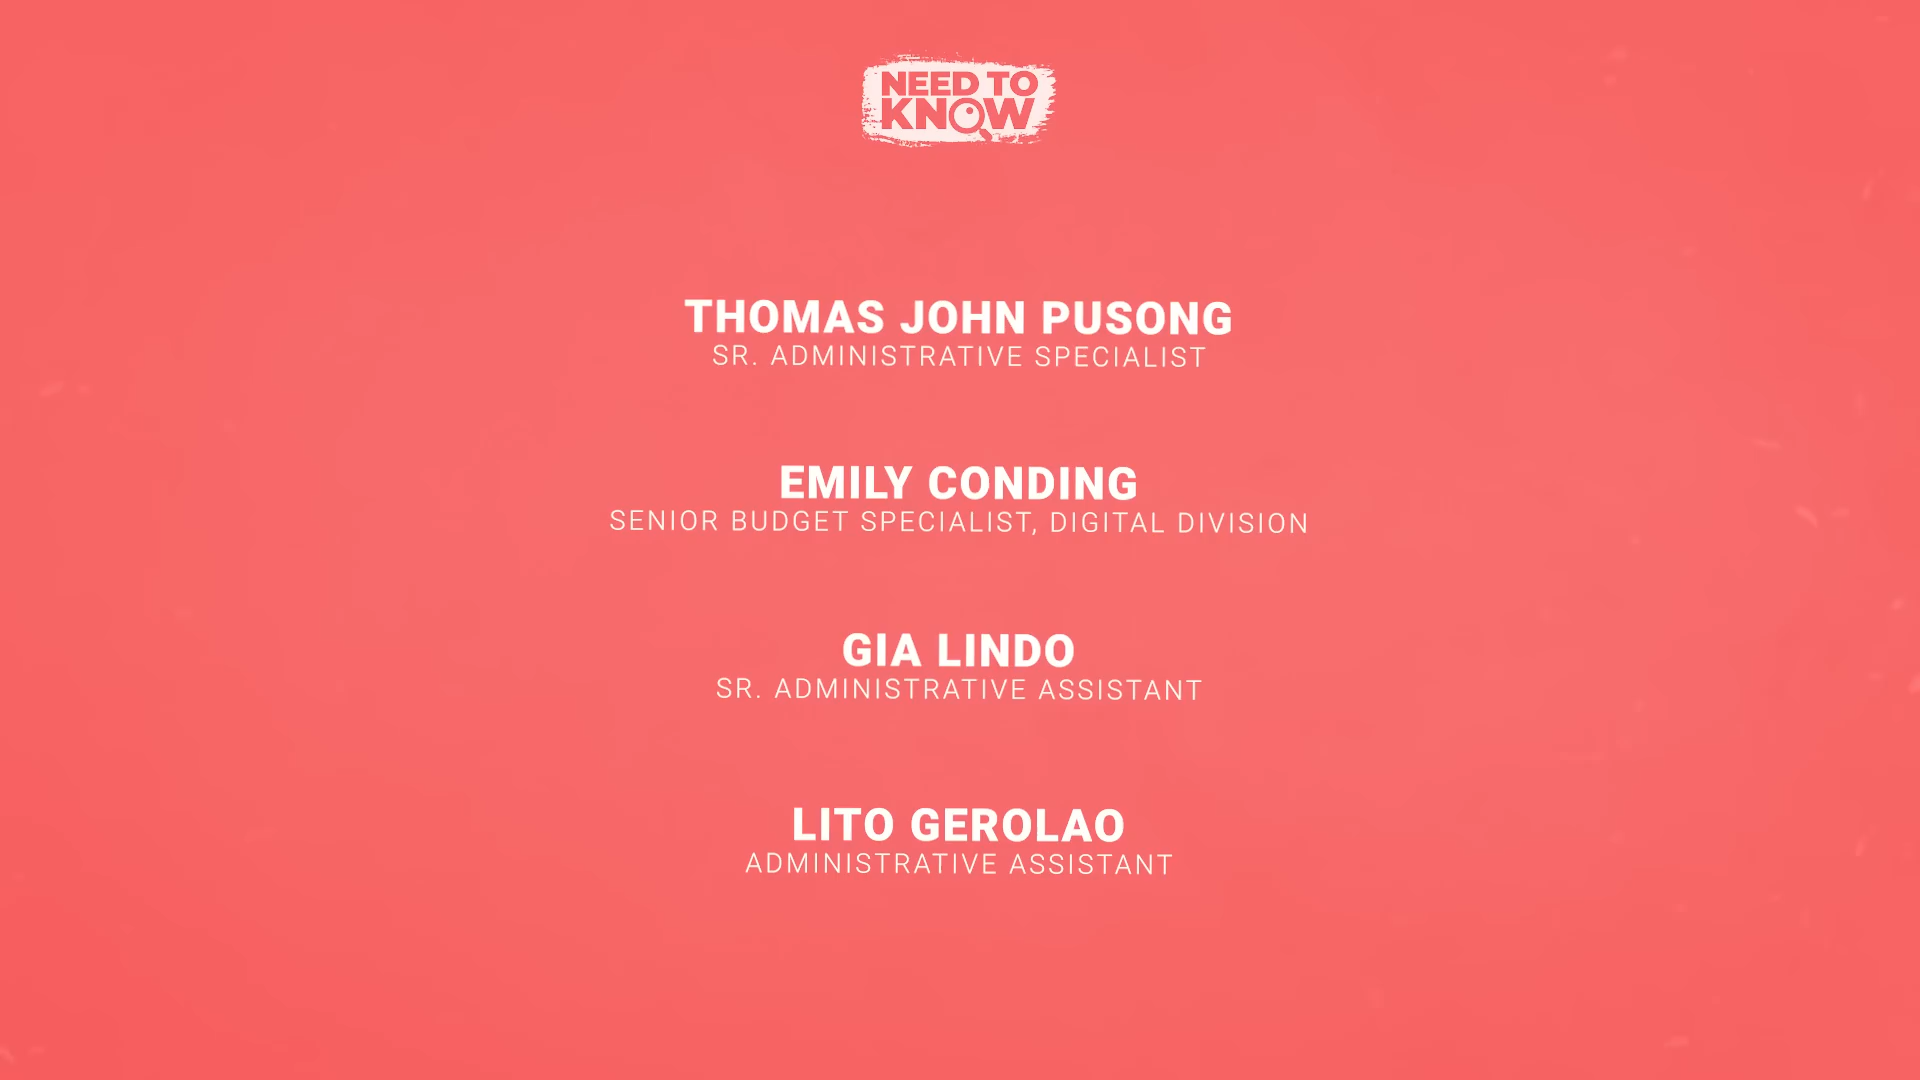 NEED TO
KNOW
THOMAS JOHN PUSONG
SR. ADMINISTRATIVE SPECIALIST
EMILY CONDING
SENIOR BUDGET SPECIALIST, DIGITAL DIVISION
GIA LINDO
SR. ADMINISTRATIVE ASSISTANT
LITO GEROLAO
ADMINISTRATIVE ASSISTANT